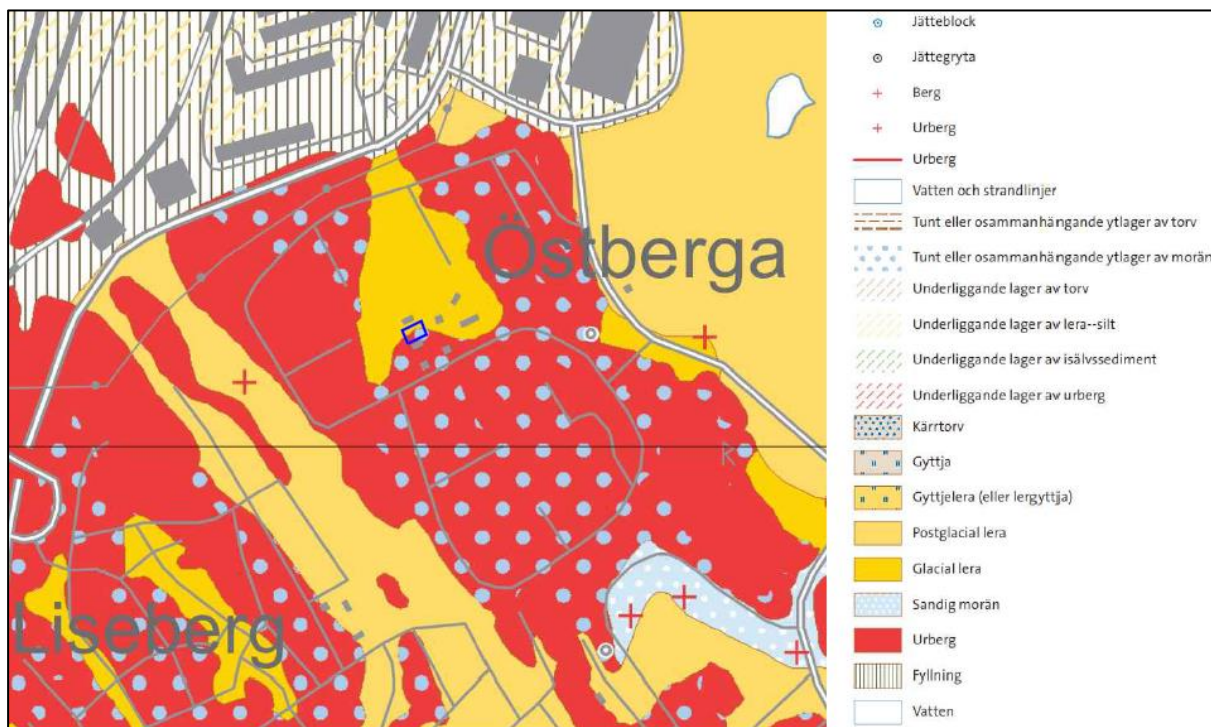 Östberga
Liseberg
Jätteblock
Jättegryta
Berg
Urberg
Urberg
Vatten och strandlinjer
Tunt eller osammanhängande ytlager av torv
Tunt eller osammanhängande ytlager av morän
Underliggande lager av torv
Underliggande lager av lera--silt
Underliggande lager av isälvssediment
Underliggande lager av urberg
Kärrtorv
Gyttja
Gyttjelera (eller lergyttja)
Postglacial lera
Glacial lera
Sandig morän
Urberg
Fyllning
Vatten